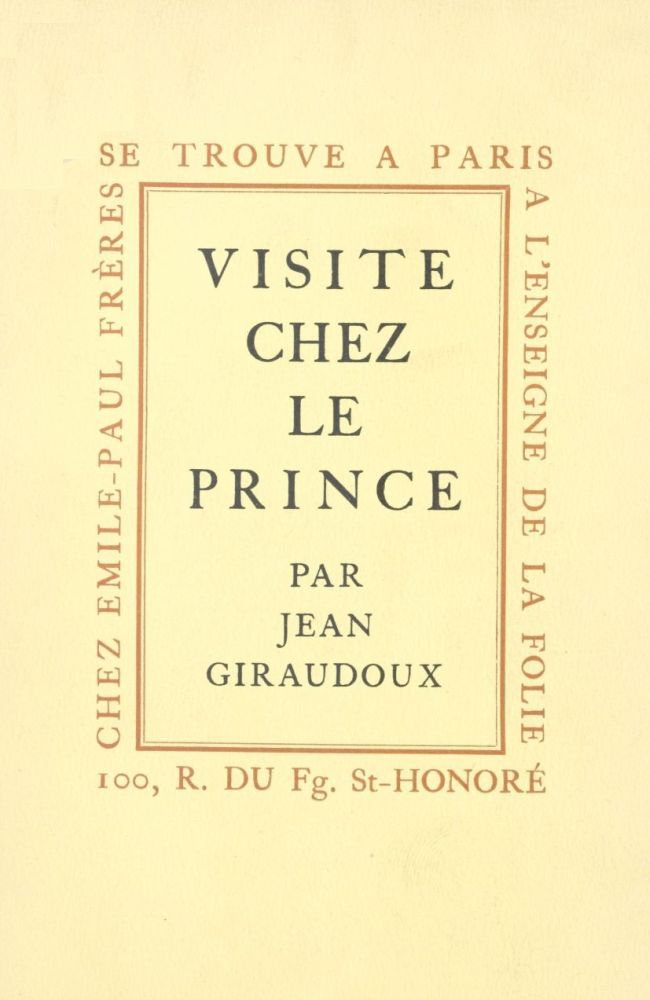 SE TROUVE A PARIS
A L'ENSEIGNE DE LA FOLIE
CHEZ EMILE-PAUL FRÈRES
100, R. DU Fg. St-HONORÉ
VISITE
CHEZ
LE
PRINCE
PAR
JEAN
GIRAUDOUX